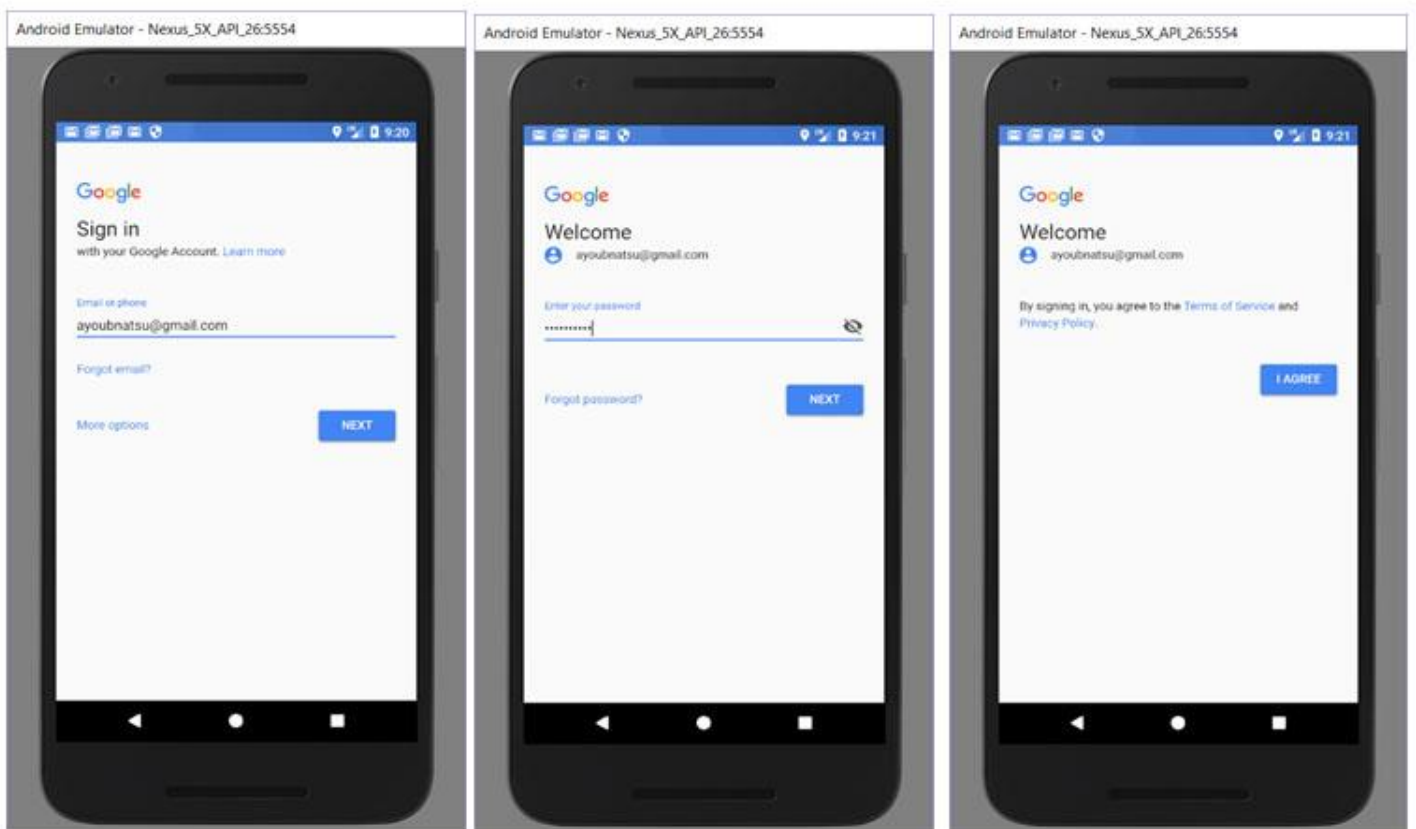 Android Emulator - Nexus_5X_API_26:5554
9:20
Google
Sign in
with your Google Account. Learn more
Email or phone
ayoubnatsu@gmail.com
Forgot email?
More options
NEXT
Android Emulator - Nexus_5X_API_26:5554
9:21
Google
Welcome
ayoubnatsu@gmail.com
Enter your password
Forgot password?
NEXT
Android Emulator - Nexus_5X_API_26:5554
9:21
Google
Welcome
ayoubnatsu@gmail.com
By signing in, you agree to the Terms of Service and
Privacy Policy.
I AGREE